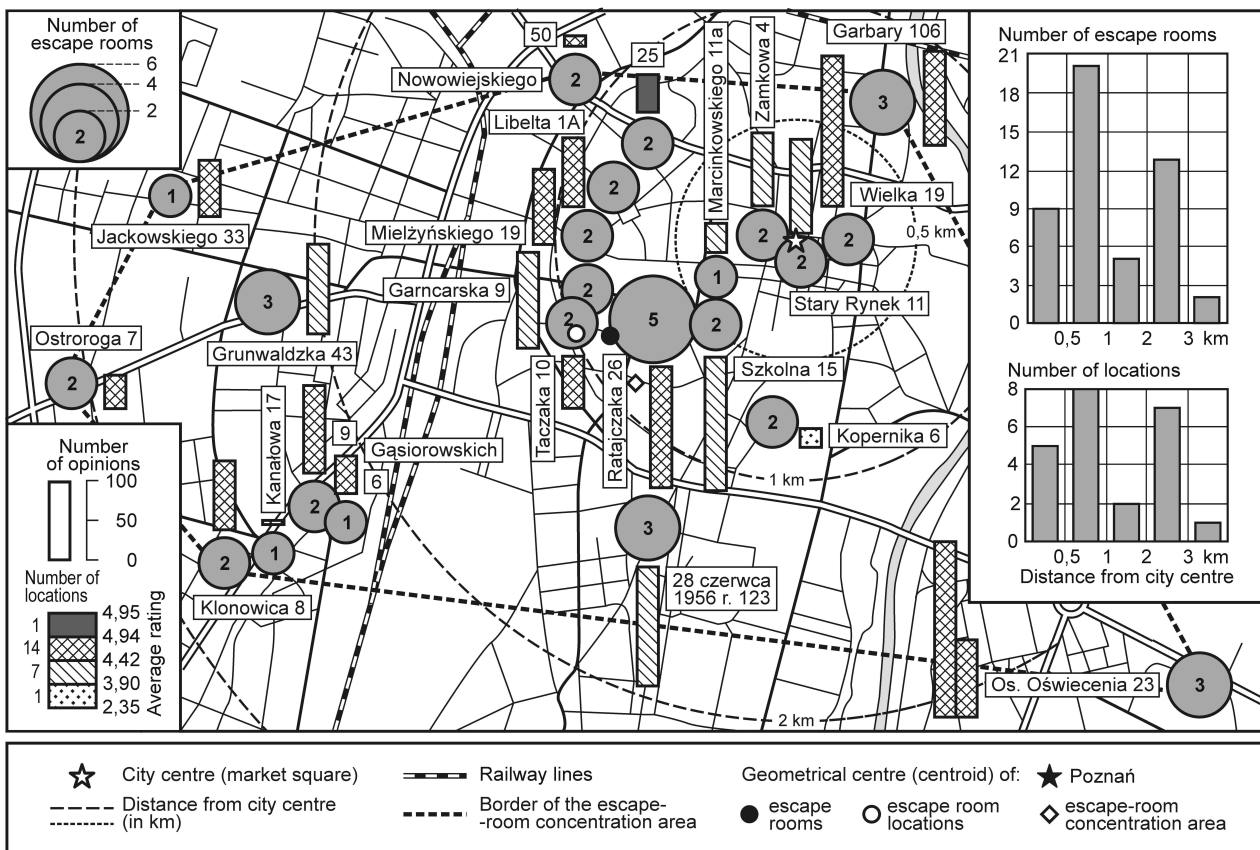 Number of
escape rooms
6
4
2
2
50
Nowowiejskiego
2
25
Libelta 1A
2
Marcinkowskiego 11a
Zamkowa 4
Garbary 106
3
1
Jackowskiego 33
2
Mielżyńskiego 19
2
Wielka 19
0,5 km
2
2
2
1
Stary Rynek 11
Garncarska 9
2
2
5
2
3
Grunwaldzka 43
Ostroroga 7
2
Taczaka 10
Ratajczaka 26
Szkolna 15
2
Kopernika 6
1 km
Kanałowa 17
9
Gąsiorowskich
6
2
1
2
1
Klonowica 8
3
28 czerwca
1956 r. 123
2 km
Os. Oświecenia 23
3
Number of escape rooms
21
18
15
12
9
6
3
0
0,5 1 2 3 km
Number of locations
8
6
4
2
0
0,5 1 2 3 km
Distance from city centre
Number
of opinions
100
50
0
Number of
locations
1
14
7
1
4,95
4,94
4,42
3,90
2,35
Average rating
City centre (market square)
Distance from city centre
(in km)
Railway lines
Border of the escape-
-room concentration area
Geometrical centre (centroid) of:
Poznań
escape
rooms
escape room
locations
escape-room
concentration area